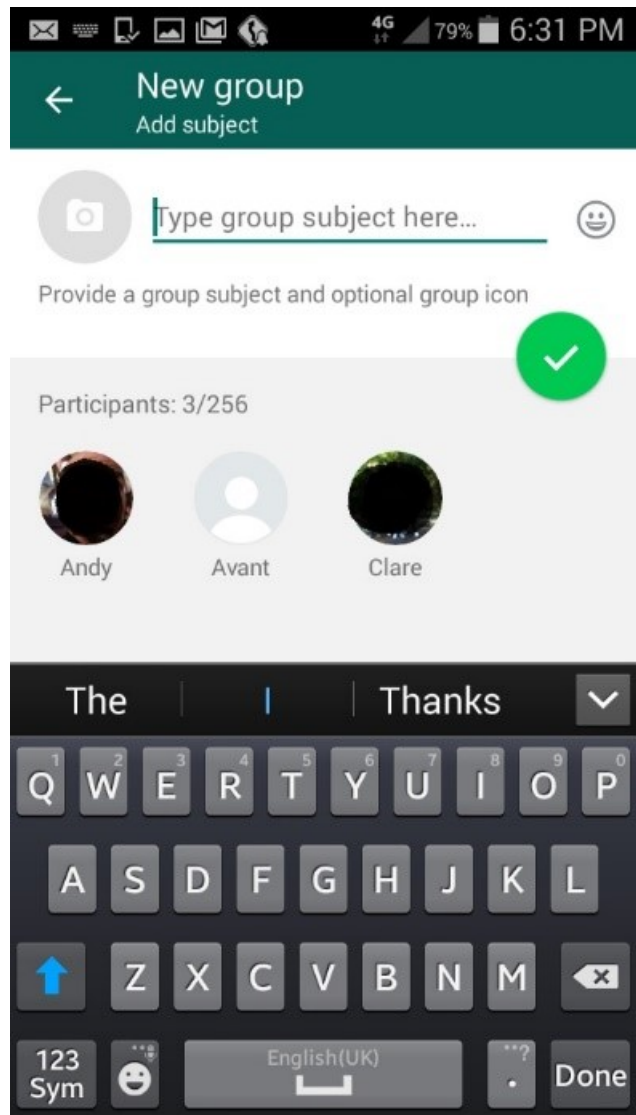 4G 79% 6:31 PM
New group
Add subject
Type group subject here...
Provide a group subject and optional group icon
Participants: 3/256
Andy Avant Clare
The I Thanks
1 2 3 4 5 6 7 8 9 0
Q W E R T Y U I O P
A S D F G H J K L
Z X C V B N M
123 English(UK) ...? 
Sym . Done